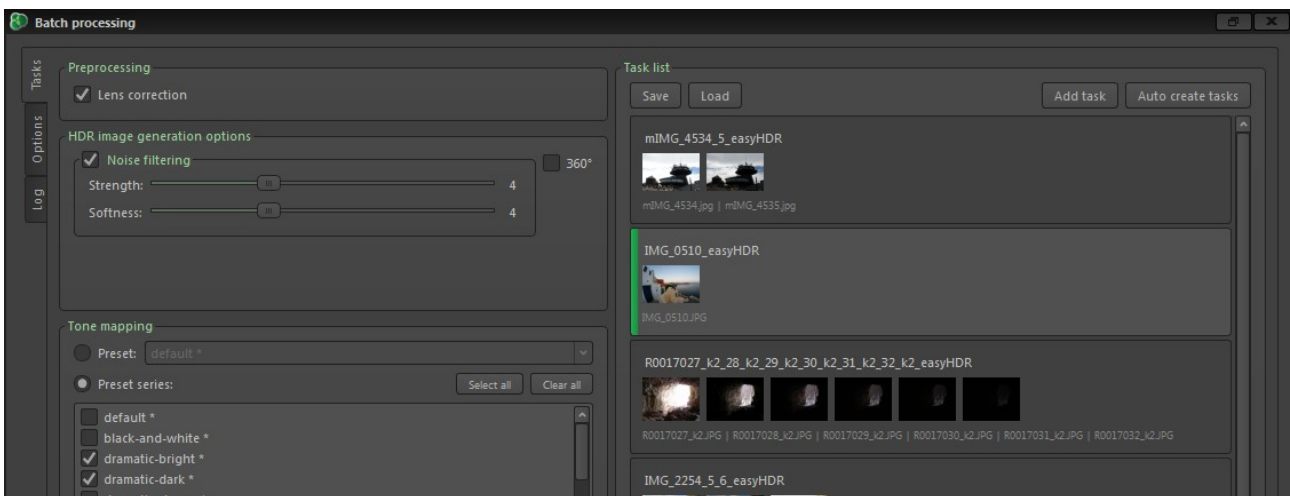 Batch processing
Tasks
Options
Log
Preprocessing
Lens correction
HDR image generation options
Noise filtering
360°
Strength: 4
Softness: 4
Tone mapping
Preset: default *
Preset series: Select all Clear all
default *
black-and-white *
dramatic-bright *
dramatic-dark *
Task list
Save Load Add task Auto create tasks
mIMG_4534_5_easyHDR
mIMG_4534.jpg | mIMG_4535.jpg
IMG_0510_easyHDR
IMG_0510.JPG
R0017027_k2_28_k2_29_k2_30_k2_31_k2_32_k2_easyHDR
R0017027_k2.JPG | R0017028_k2.JPG | R0017029_k2.JPG | R0017030_k2.JPG | R0017031_k2.JPG | R0017032_k2.JPG
IMG_2254_5_6_easyHDR